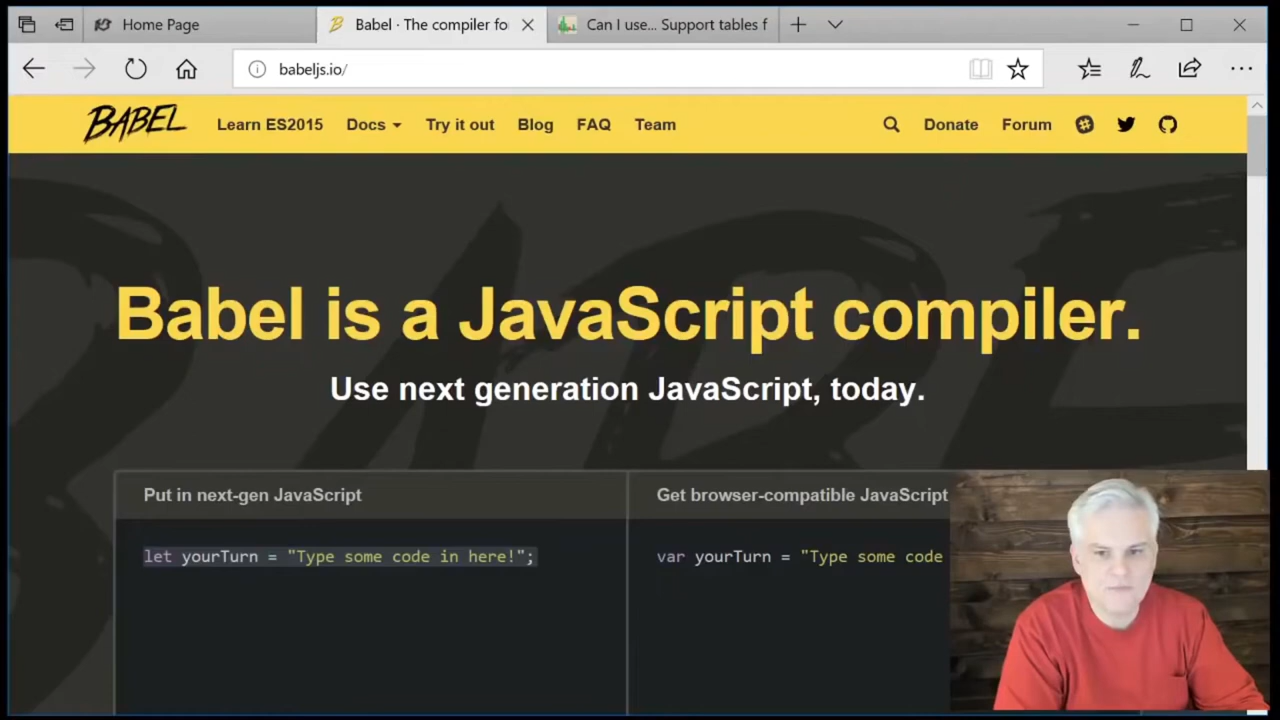 Home Page
Babel · The compiler fo
Can I use... Support tables f
babeljs.io/
BABEL
Learn ES2015
Docs
Try it out
Blog
FAQ
Team
Donate
Forum
Babel is a JavaScript compiler.
Use next generation JavaScript, today.
Put in next-gen JavaScript
Get browser-compatible JavaScript
let yourTurn = "Type some code in here!";
var yourTurn = "Type some code